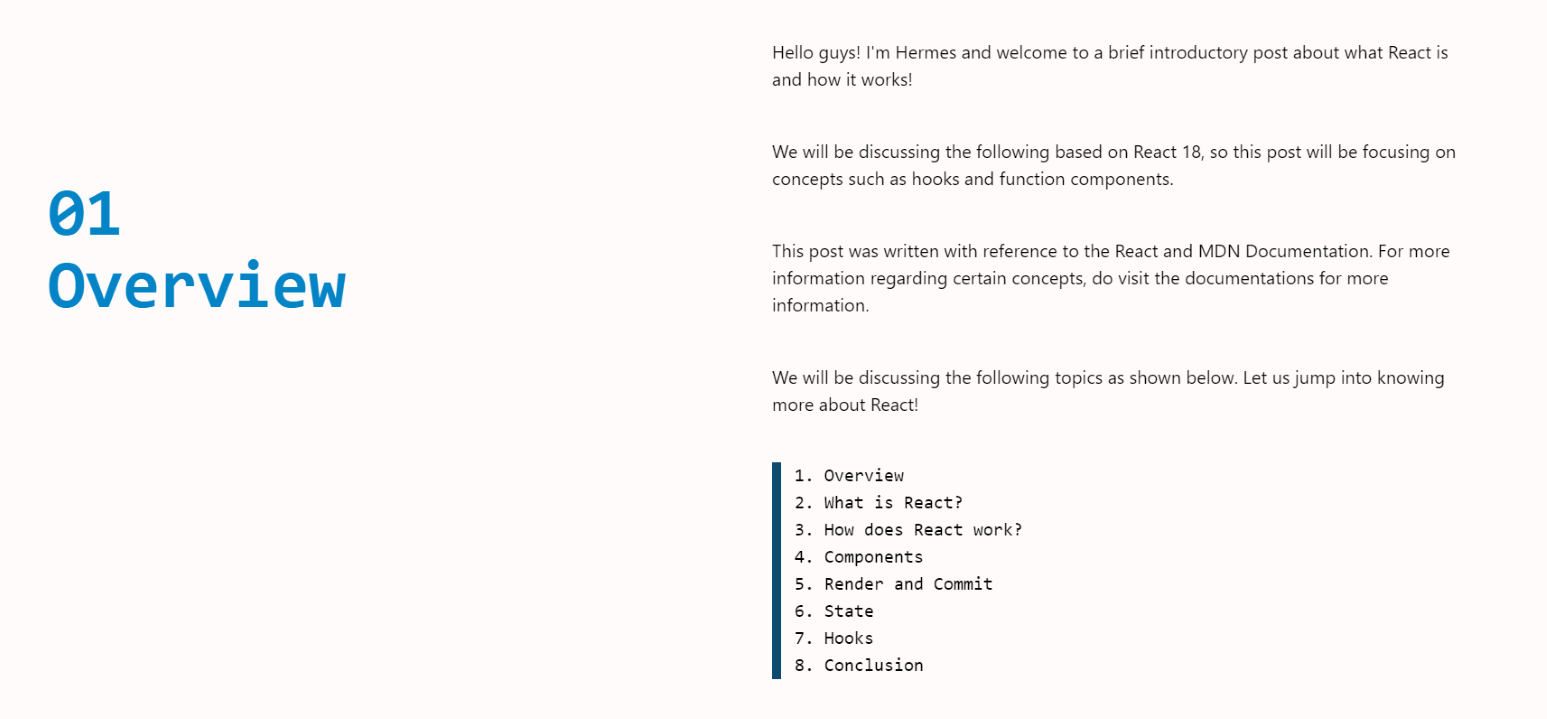 01
Overview
Hello guys! I'm Hermes and welcome to a brief introductory post about what React is
and how it works!
We will be discussing the following based on React 18, so this post will be focusing on
concepts such as hooks and function components.
This post was written with reference to the React and MDN Documentation. For more
information regarding certain concepts, do visit the documentations for more
information.
We will be discussing the following topics as shown below. Let us jump into knowing
more about React!
1. Overview
2. What is React?
3. How does React work?
4. Components
5. Render and Commit
6. State
7. Hooks
8. Conclusion